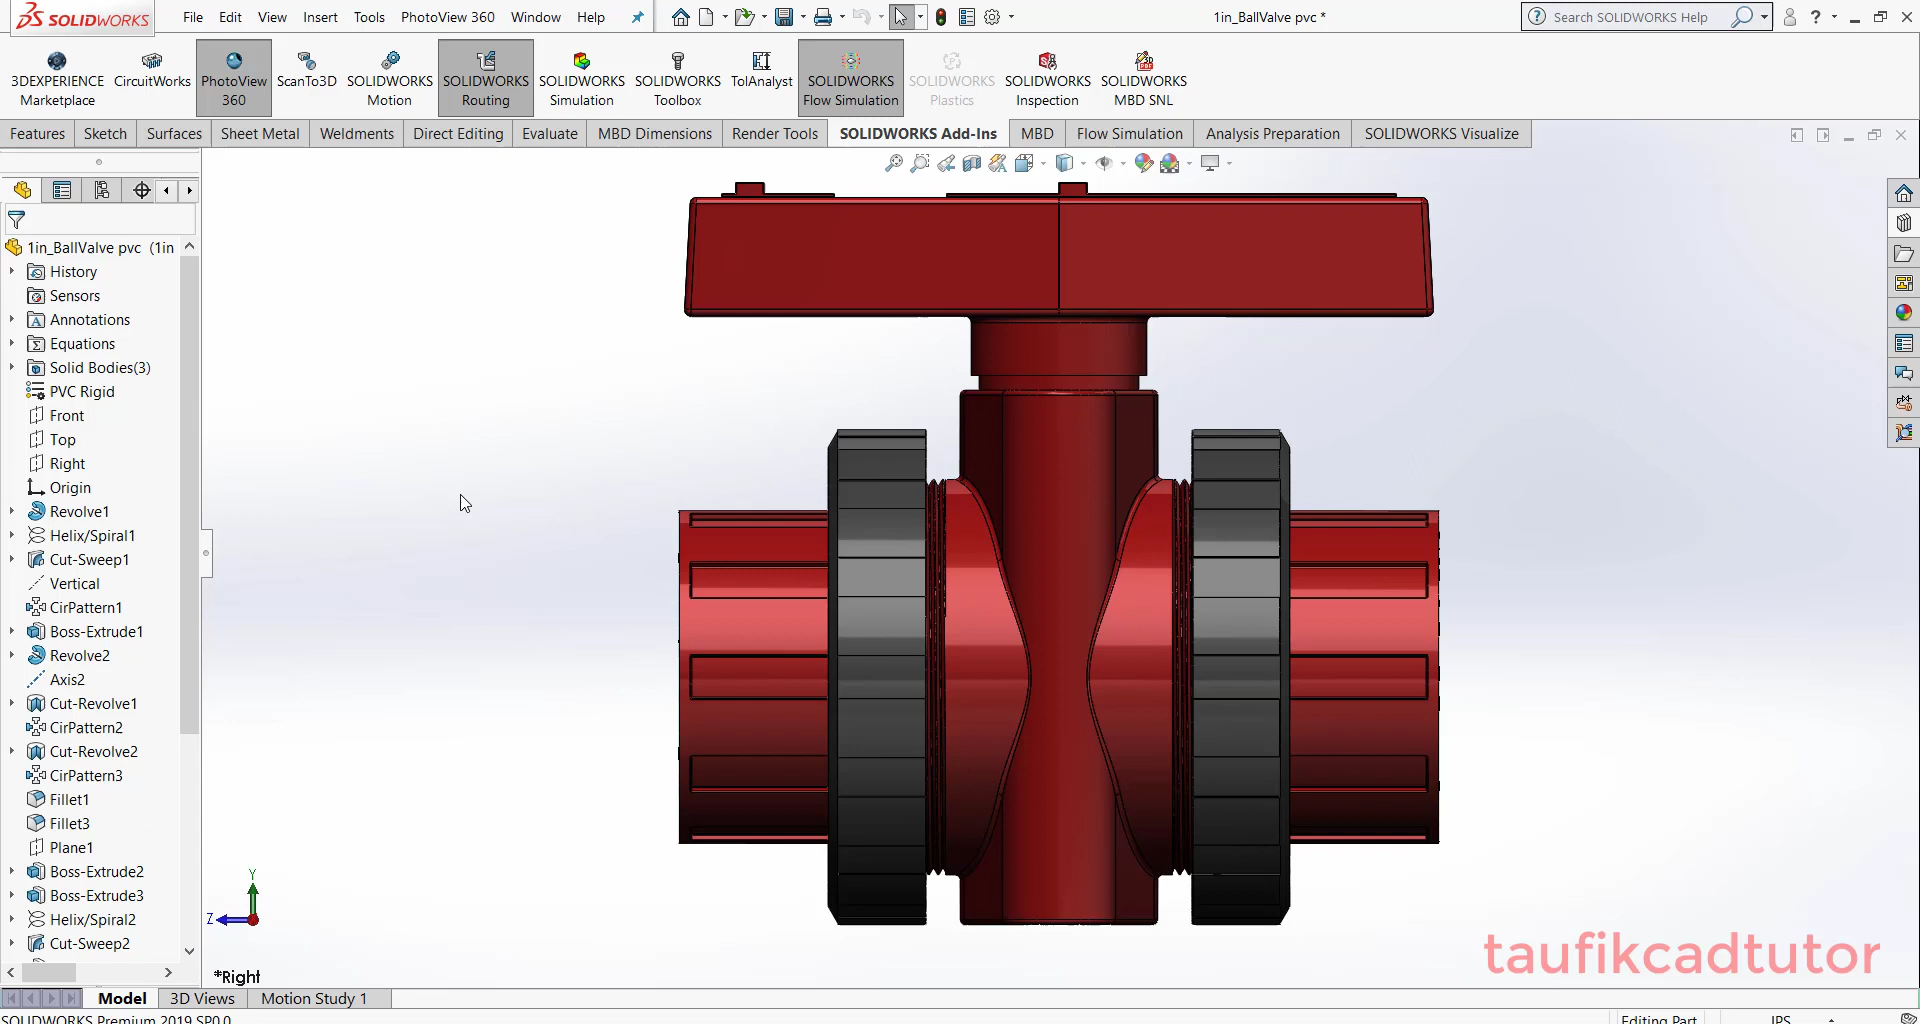 SOLIDWORKS File Edit View Insert Tools PhotoView 360 Window Help 1in_BallValve pvc * Search SOLIDWORKS Help
3DEXPERIENCE Marketplace
CircuitWorks
PhotoView 360
ScanTo3D
SOLIDWORKS Motion
SOLIDWORKS Routing
SOLIDWORKS Simulation
SOLIDWORKS Toolbox
TolAnalyst
SOLIDWORKS Flow Simulation
SOLIDWORKS Plastics
SOLIDWORKS Inspection
SOLIDWORKS MBD SNL
Features Sketch Surfaces Sheet Metal Weldments Direct Editing Evaluate MBD Dimensions Render Tools SOLIDWORKS Add-Ins MBD Flow Simulation Analysis Preparation SOLIDWORKS Visualize
1in_BallValve pvc (1in
History
Sensors
Annotations
Equations
Solid Bodies(3)
PVC Rigid
Front
Top
Right
Origin
Revolve1
Helix/Spiral1
Cut-Sweep1
Vertical
CirPattern1
Boss-Extrude1
Revolve2
Axis2
Cut-Revolve1
CirPattern2
Cut-Revolve2
CirPattern3
Fillet1
Fillet3
Plane1
Boss-Extrude2
Boss-Extrude3
Helix/Spiral2
Cut-Sweep2
Y
Z
*Right
taufikcadtutor
Model 3D Views Motion Study 1
SOLIDWORKS Premium 2019 SP0.0 Editing Part IPS